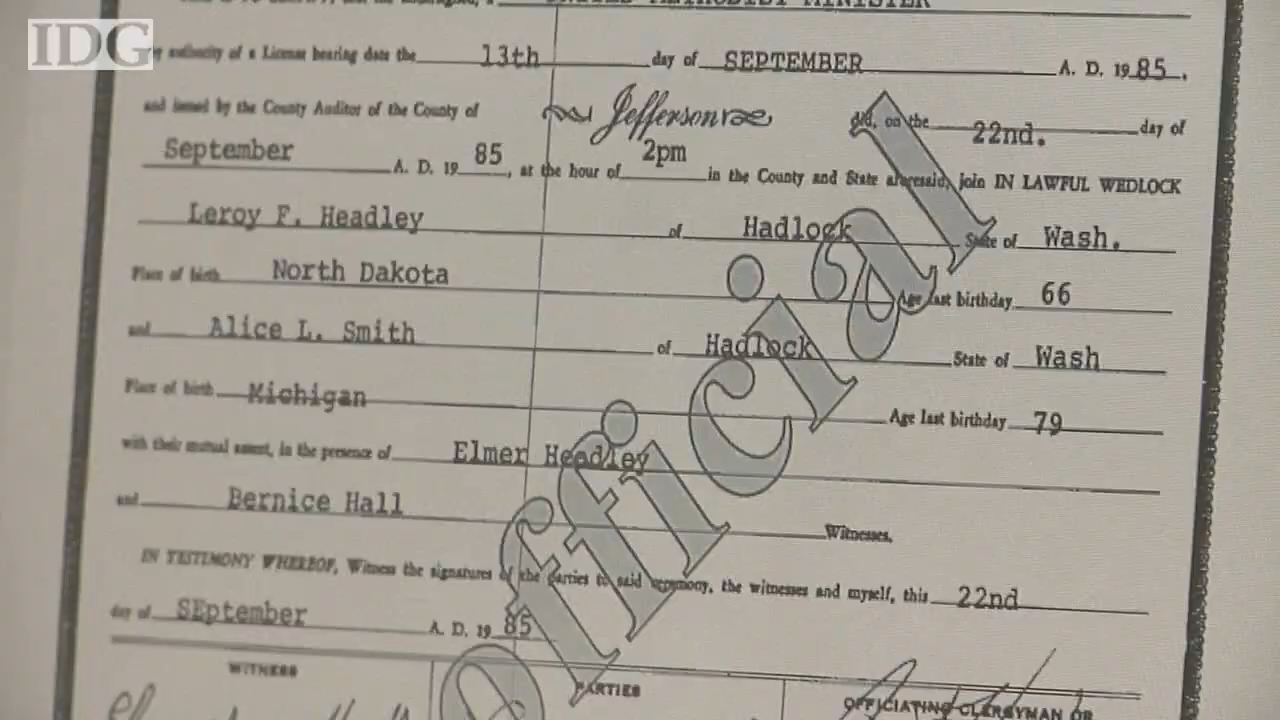 IDG
UNITED METHODIST MINISTER
by authority of a License bearing date the 13th day of SEPTEMBER A. D. 1985.
and issued by the County Auditor of the County of Jefferson did, on the 22nd. day of
September A. D. 1985, at the hour of 2pm in the County and State aforesaid, join IN LAWFUL WEDLOCK
Leroy F. Headley of Hadlock State of Wash.
Place of birth North Dakota Age last birthday 66
and Alice L. Smith of Hadlock State of Wash
Place of birth Michigan Age last birthday 79
with their mutual assent, in the presence of Elmer Headley
and Bernice Hall Witnesses.
IN TESTIMONY WHEREOF, Witness the signatures of the parties to said ceremony, the witnesses and myself, this 22nd
day of SEptember A. D. 1985
WITNESS PARTIES OFFICIATING CLERGYMAN OR